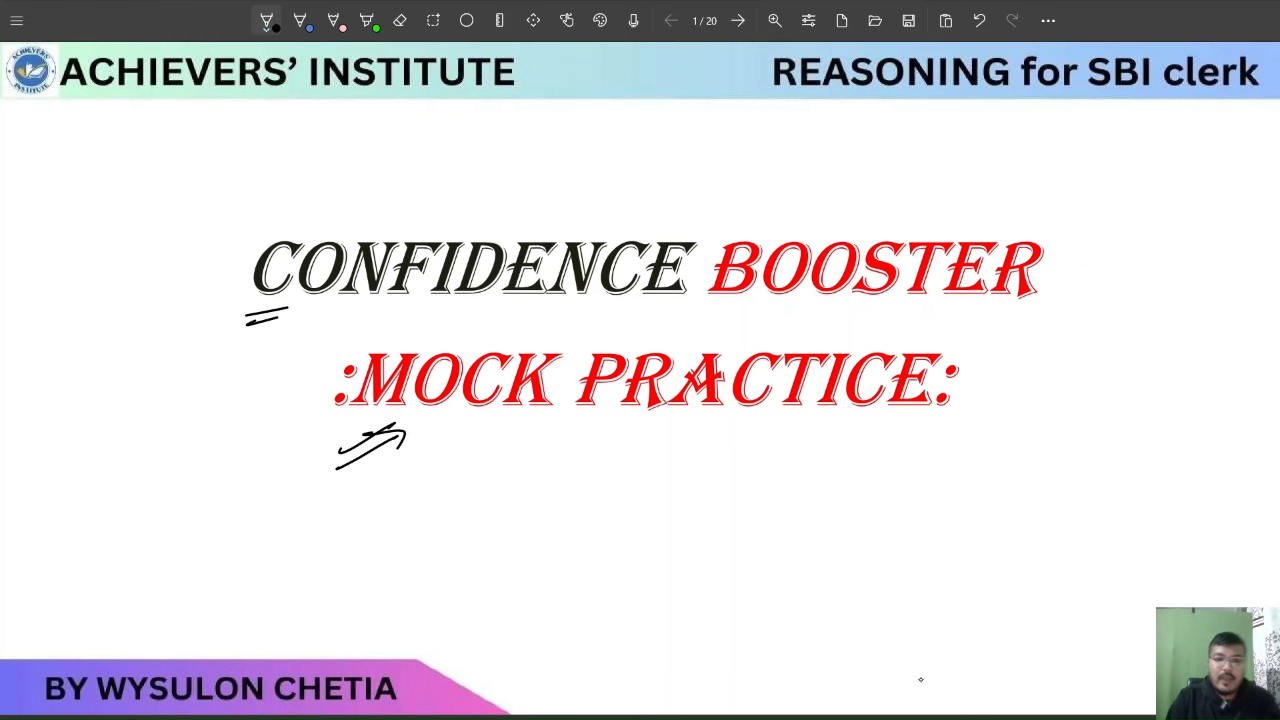 1 / 20
ACHIEVERS’ INSTITUTE
REASONING for SBI clerk
CONFIDENCE BOOSTER
:MOCK PRACTICE:
BY WYSULON CHETIA